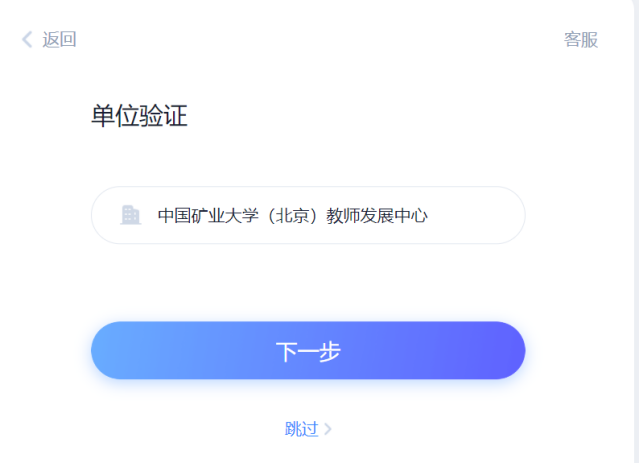 返回
客服
单位验证
中国矿业大学（北京）教师发展中心
下一步
跳过